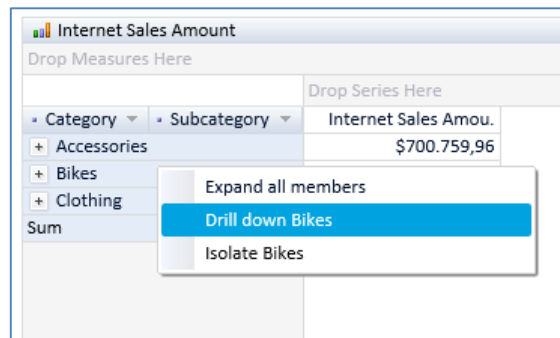 Internet Sales Amount
Drop Measures Here
Drop Series Here
Category Subcategory Internet Sales Amou.
+ Accessories $700.759,96
+ Bikes
+ Clothing
Sum
Expand all members
Drill down Bikes
Isolate Bikes